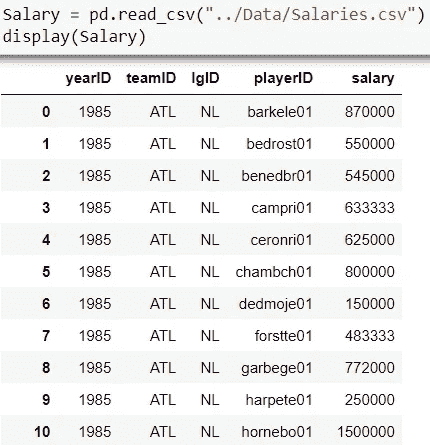 Salary = pd.read_csv("../Data/Salaries.csv")
display(Salary)
yearID teamID lgID playerID salary
0 1985 ATL NL barkele01 870000
1 1985 ATL NL bedrost01 550000
2 1985 ATL NL benedbr01 545000
3 1985 ATL NL campri01 633333
4 1985 ATL NL ceronri01 625000
5 1985 ATL NL chambch01 800000
6 1985 ATL NL dedmoje01 150000
7 1985 ATL NL forstte01 483333
8 1985 ATL NL garbege01 772000
9 1985 ATL NL harpete01 250000
10 1985 ATL NL hornebo01 1500000